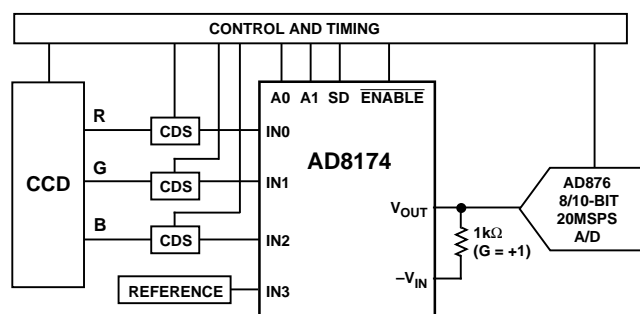 CONTROL AND TIMING
A0 A1 SD ENABLE
R
CDS
IN0
AD8174
G
CCD
CDS
IN1
B
CDS
IN2
REFERENCE
IN3
VOUT
1kΩ
(G = +1)
–VIN
AD876
8/10-BIT
20MSPS
A/D